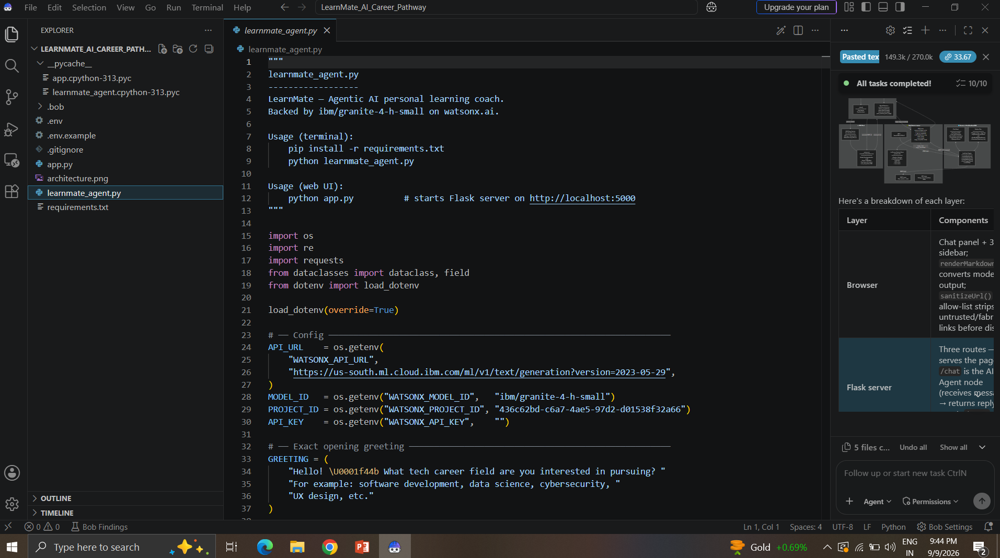 File Edit Selection View Go Run Terminal Help
LearnMate_AI_Career_Pathway
Upgrade your plan
EXPLORER
LEARNMATE_AI_CAREER_PATH...
__pycache__
app.cpython-313.pyc
learnmate_agent.cpython-313.pyc
.bob
.env
.env.example
.gitignore
app.py
architecture.png
learnmate_agent.py
requirements.txt
OUTLINE
TIMELINE
learnmate_agent.py
learnmate_agent.py
1 """
2 learnmate_agent.py
3 ------------------
4 LearnMate — Agentic AI personal learning coach.
5 Backed by ibm/granite-4-h-small on watsonx.ai.
6
7 Usage (terminal):
8 pip install -r requirements.txt
9 python learnmate_agent.py
10
11 Usage (web UI):
12 python app.py # starts Flask server on http://localhost:5000
13 """
14
15 import os
16 import re
17 import requests
18 from dataclasses import dataclass, field
19 from dotenv import load_dotenv
20
21 load_dotenv(override=True)
22
23 # ── Config ──────────────────────────────
24 API_URL = os.getenv(
25 "WATSONX_API_URL",
26 "https://us-south.ml.cloud.ibm.com/ml/v1/text/generation?version=2023-05-29",
27 )
28 MODEL_ID = os.getenv("WATSONX_MODEL_ID", "ibm/granite-4-h-small")
29 PROJECT_ID = os.getenv("WATSONX_PROJECT_ID", "436c62bd-c6a7-4ae5-97d2-d01538f32a66")
30 API_KEY = os.getenv("WATSONX_API_KEY", "")
31
32 # ── Exact opening greeting ──────────────────────────────
33 GREETING = (
34 "Hello! \U0001f44b What tech career field are you interested in pursuing? "
35 "For example: software development, data science, cybersecurity, "
36 "UX design, etc."
37 )
Pasted tex 149.3k / 270.0k 33.67
All tasks completed! 10/10
Here's a breakdown of each layer:
Layer Components
Browser
Chat panel + 3
sidebar;
renderMarkdown
converts mode
output;
sanitizeUrl()
allow-list strips
untrusted/fabr
links before dis
Flask server
Three routes —
serves the pag
/chat is the AI
Agent node
(receives messa
→ returns reply
5 files c... Undo all Show all
Follow up or start new task CtrlN
Agent Permissions
0 0 Bob Findings
Ln 1, Col 1 Spaces: 4 UTF-8 LF Python Bob Settings
Type here to search
Gold +0.69%
ENG
IN
9:44 PM
9/9/2026
2